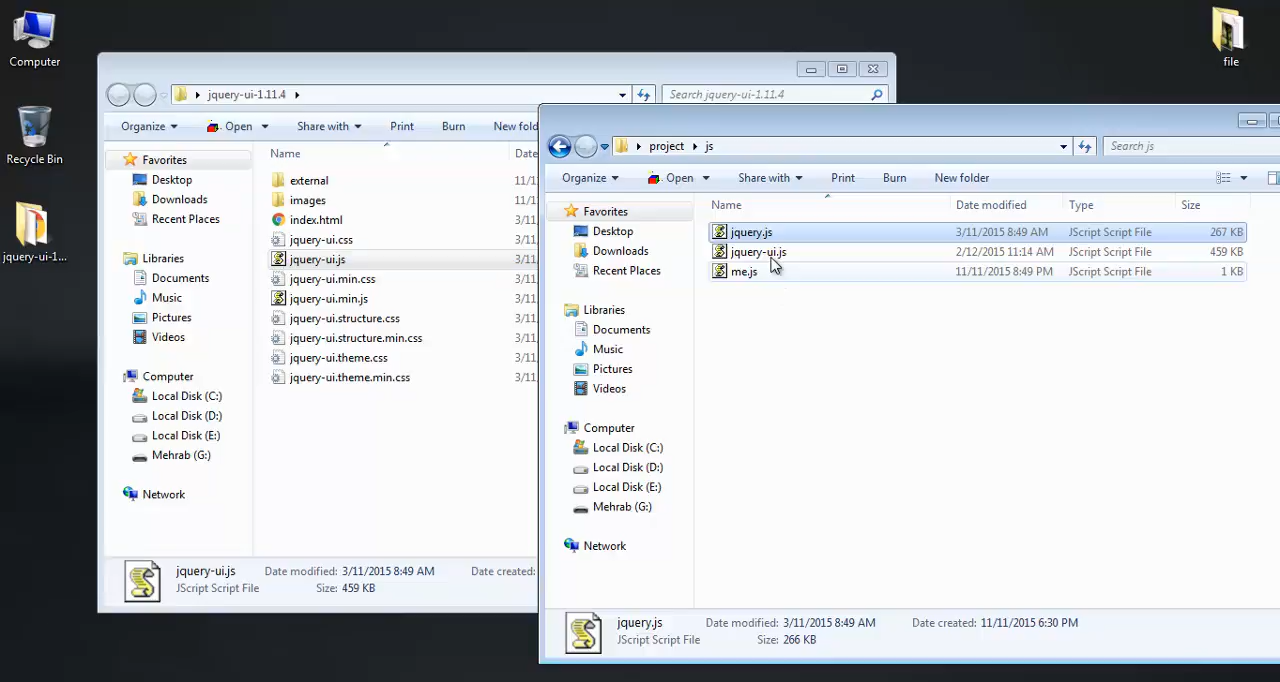 Computer
Recycle Bin
jquery-ui-1...
file
jquery-ui-1.11.4
Search jquery-ui-1.11.4
Organize Open Share with Print Burn New fold
Name Date
Favorites
Desktop
Downloads
Recent Places
Libraries
Documents
Music
Pictures
Videos
Computer
Local Disk (C:)
Local Disk (D:)
Local Disk (E:)
Mehrab (G:)
Network
external 11/1
images 11/1
index.html 3/11
jquery-ui.css 3/11
jquery-ui.js 3/11
jquery-ui.min.css 3/11
jquery-ui.min.js 3/11
jquery-ui.structure.css 3/11
jquery-ui.structure.min.css 3/11
jquery-ui.theme.css 3/11
jquery-ui.theme.min.css 3/11
jquery-ui.js Date modified: 3/11/2015 8:49 AM Date created:
JScript Script File Size: 459 KB
project js
Search js
Organize Open Share with Print Burn New folder
Name Date modified Type Size
Favorites
Desktop
Downloads
Recent Places
Libraries
Documents
Music
Pictures
Videos
Computer
Local Disk (C:)
Local Disk (D:)
Local Disk (E:)
Mehrab (G:)
Network
jquery.js 3/11/2015 8:49 AM JScript Script File 267 KB
jquery-ui.js 2/12/2015 11:14 AM JScript Script File 459 KB
me.js 11/11/2015 8:49 PM JScript Script File 1 KB
jquery.js Date modified: 3/11/2015 8:49 AM Date created: 11/11/2015 6:30 PM
JScript Script File Size: 266 KB